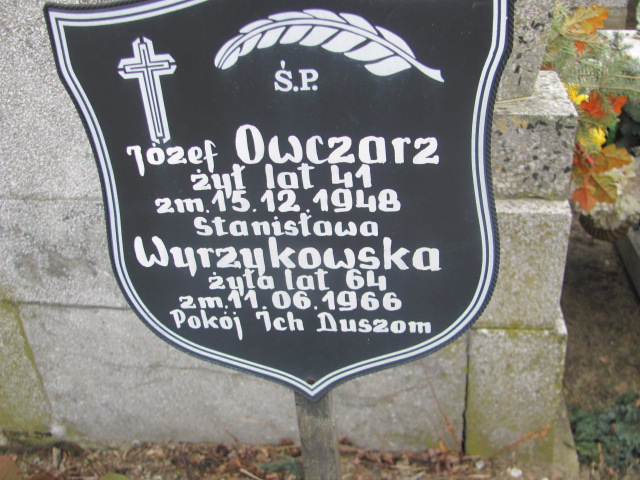 Ś.P.
Józef Owczarz
żył lat 41
zm.15.12.1948
Stanisława
Wyrzykowska
żyła lat 64
zm.11.06.1966
Pokój Ich Duszom